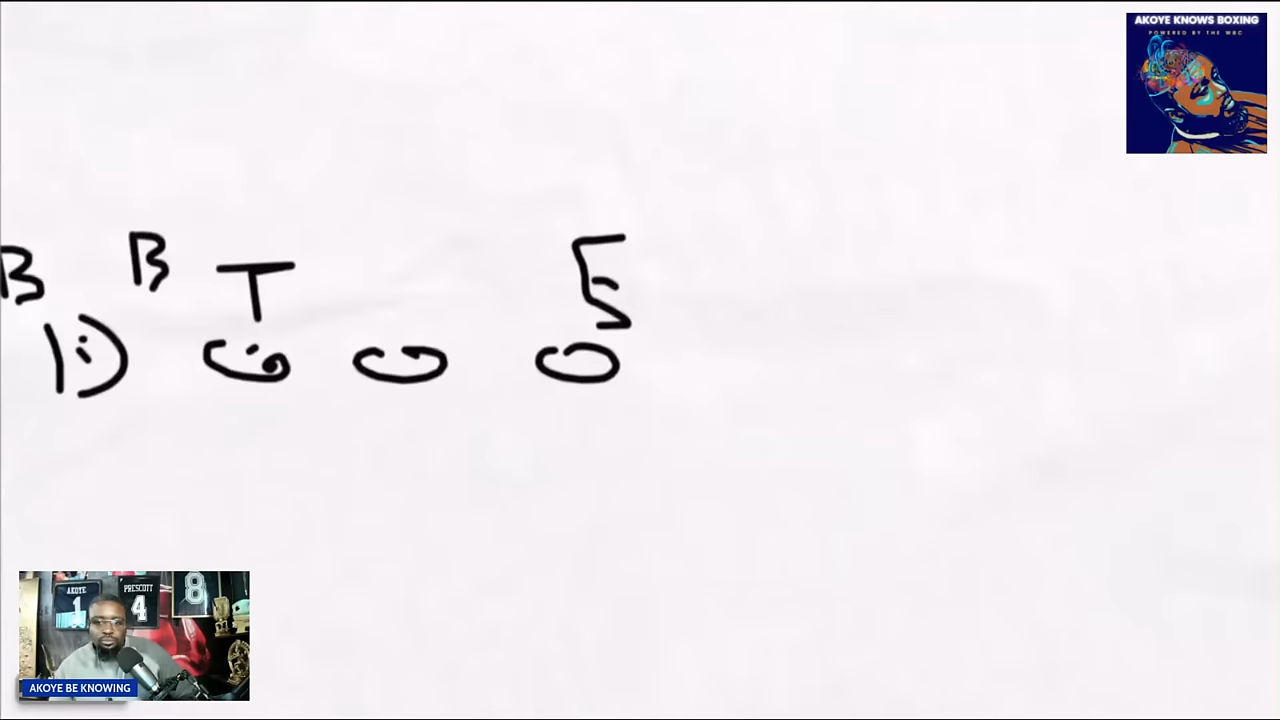 AKOYE KNOWS BOXING
POWERED BY THE WBC
B B T
AKOYE
1
PRESCOTT
4
8
AKOYE BE KNOWING